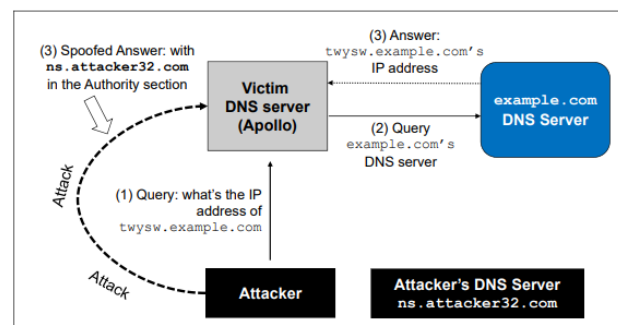 (3) Spoofed Answer: with
ns.attacker32.com
in the Authority section
(3) Answer:
twysw.example.com's
IP address
Victim
DNS server
(Apollo)
example.com
DNS Server
(2) Query
example.com's
DNS server
Attack
(1) Query: what's the IP
address of
twysw.example.com
Attack
Attacker
Attacker's DNS Server
ns.attacker32.com